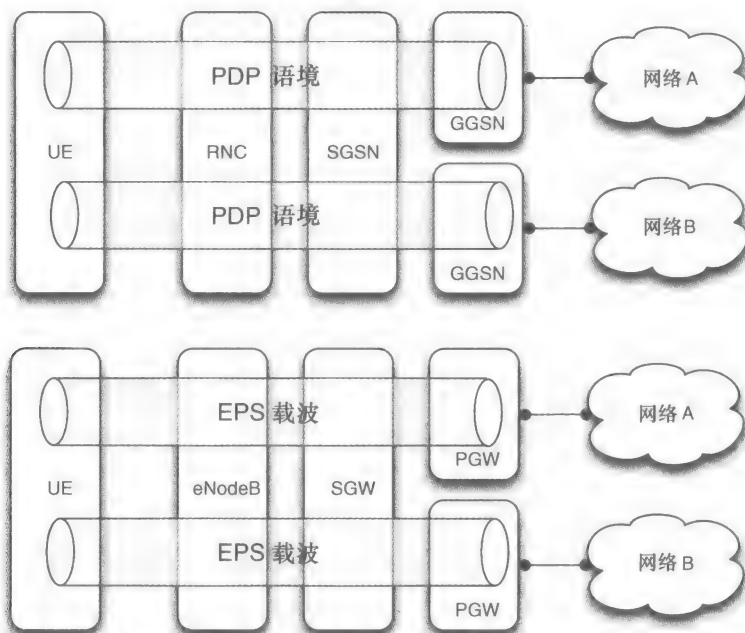 PDP 语境
网络 A
GGSN
UE
RNC
SGSN
PDP 语境
网络B
GGSN
EPS 载波
网络 A
PGW
UE
eNodeB
SGW
EPS 载波
网络 B
PGW